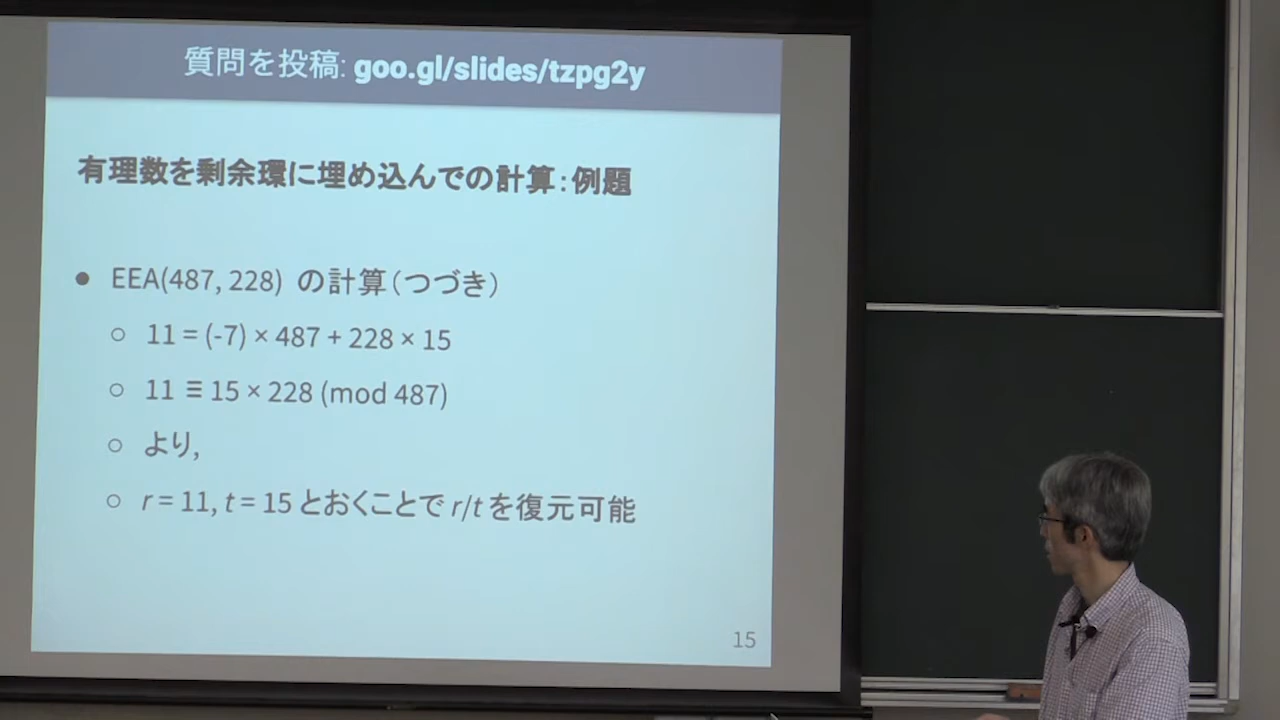 質問を投稿: goo.gl/slides/tzpg2y
有理数を剰余環に埋め込んでの計算：例題
● EEA(487, 228) の計算（つづき）
○ 11 = (-7) × 487 + 228 × 15
○ 11 ≡ 15 × 228 (mod 487)
○ より,
○ r = 11, t = 15 とおくことで r/t を復元可能
15